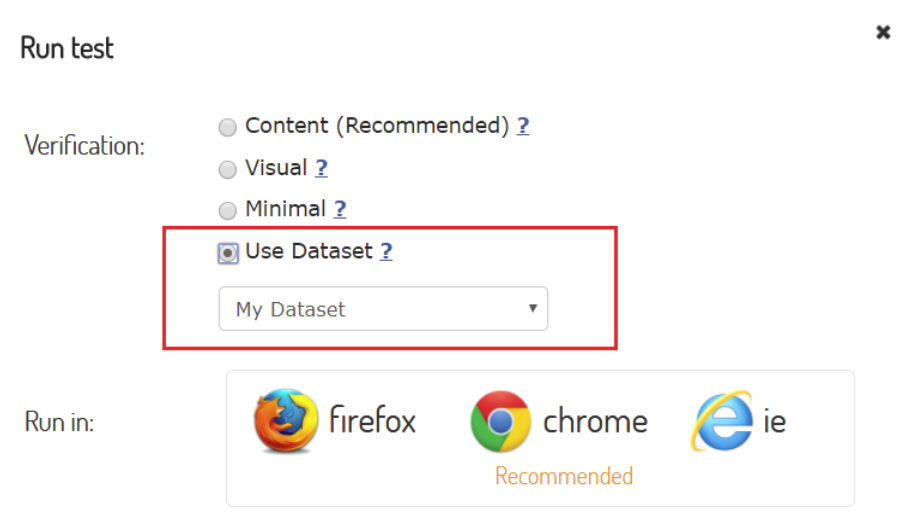 Run test
✖
Verification:
Content (Recommended) ?
Visual ?
Minimal ?
Use Dataset ?
My Dataset
Run in:
firefox
chrome
ie
Recommended